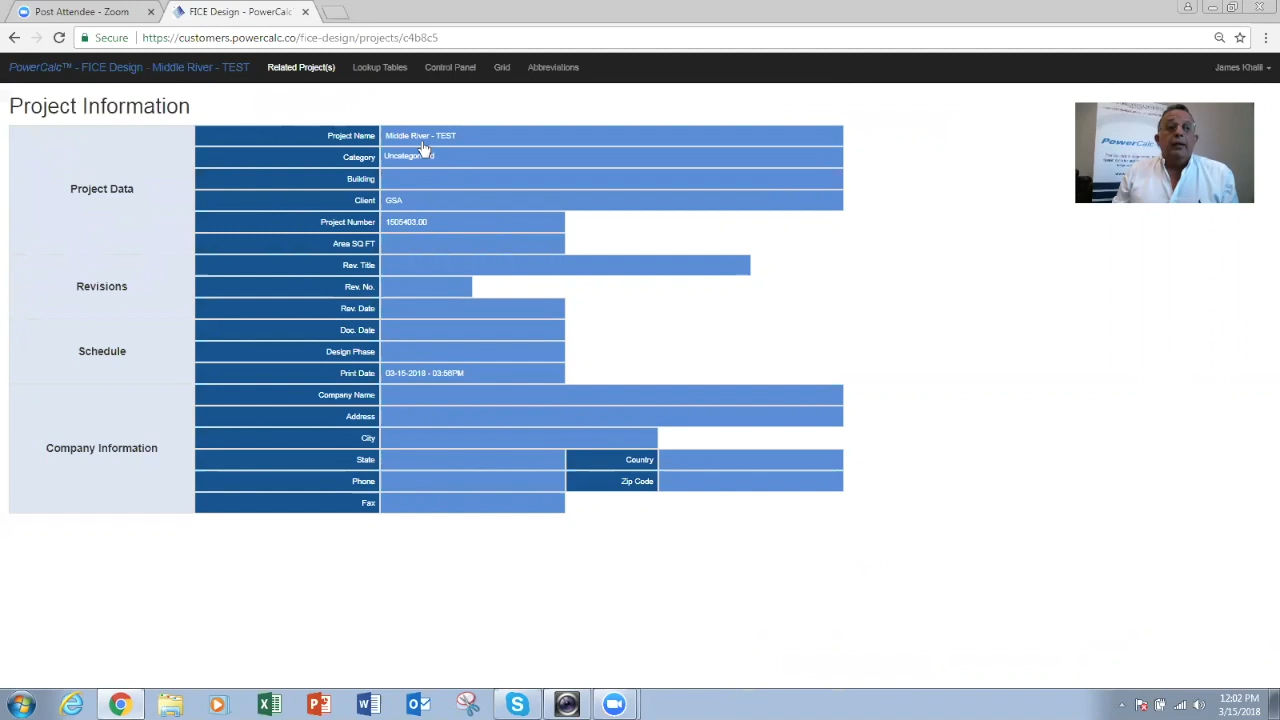 Post Attendee - Zoom
FICE Design - PowerCalc
Secure
https://customers.powercalc.co/fice-design/projects/c4b8c5
PowerCalc™ - FICE Design - Middle River - TEST
Related Project(s)
Lookup Tables
Control Panel
Grid
Abbreviations
James Khalil
Project Information
Project Data
Project Name
Middle River - TEST
Category
Building
Client
GSA
Project Number
1505403.00
Area SQ FT
Revisions
Rev. Title
Rev. No.
Rev. Date
Schedule
Doc. Date
Design Phase
Print Date
03-15-2018 - 03:56PM
Company Information
Company Name
Address
City
State
Country
Phone
Zip Code
Fax
PowerCalc
12:02 PM
3/15/2018